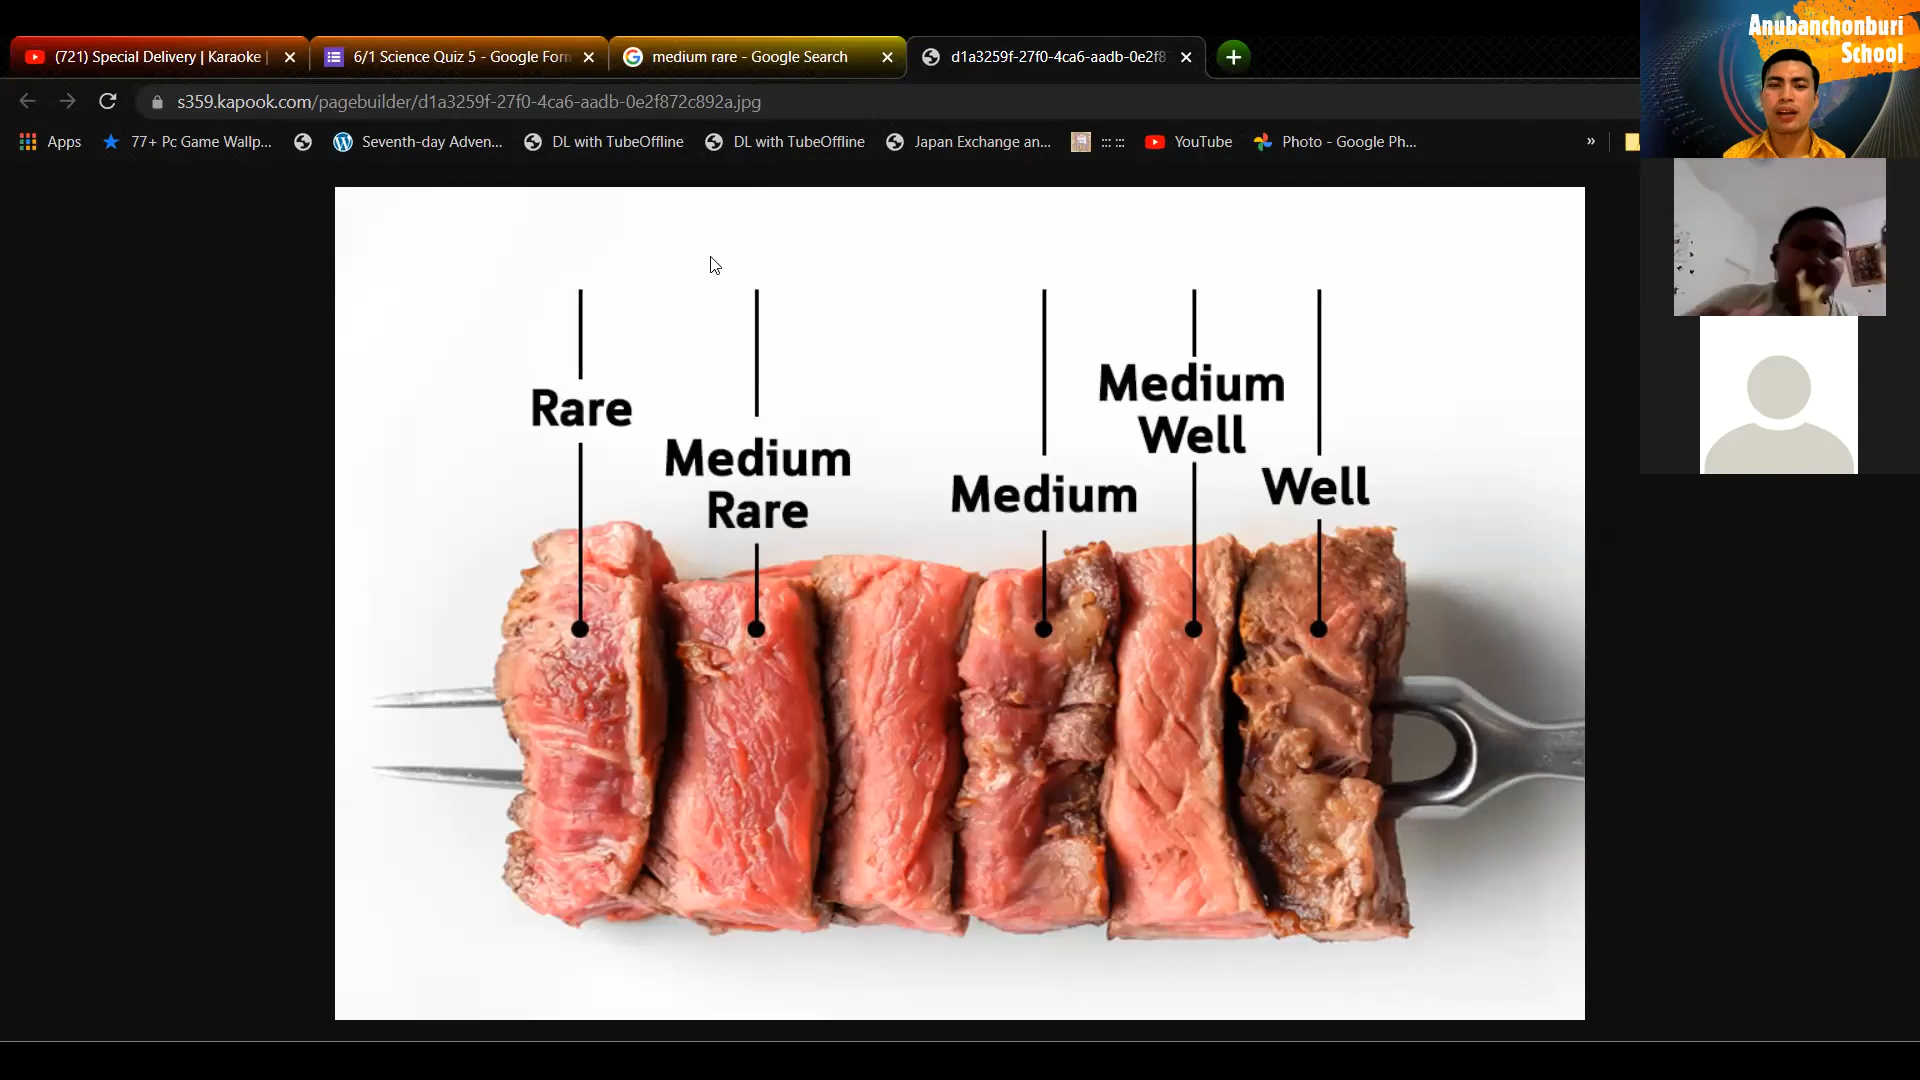 (721) Special Delivery | Karaoke |
6/1 Science Quiz 5 - Google Form
medium rare - Google Search
d1a3259f-27f0-4ca6-aadb-0e2f8
s359.kapook.com/pagebuilder/d1a3259f-27f0-4ca6-aadb-0e2f872c892a.jpg
Apps
77+ Pc Game Wallp...
Seventh-day Adven...
DL with TubeOffline
DL with TubeOffline
Japan Exchange an...
::: :::
YouTube
Photo - Google Ph...
»
Anubanchonburi
School
Rare
Medium
Rare
Medium
Medium
Well
Well